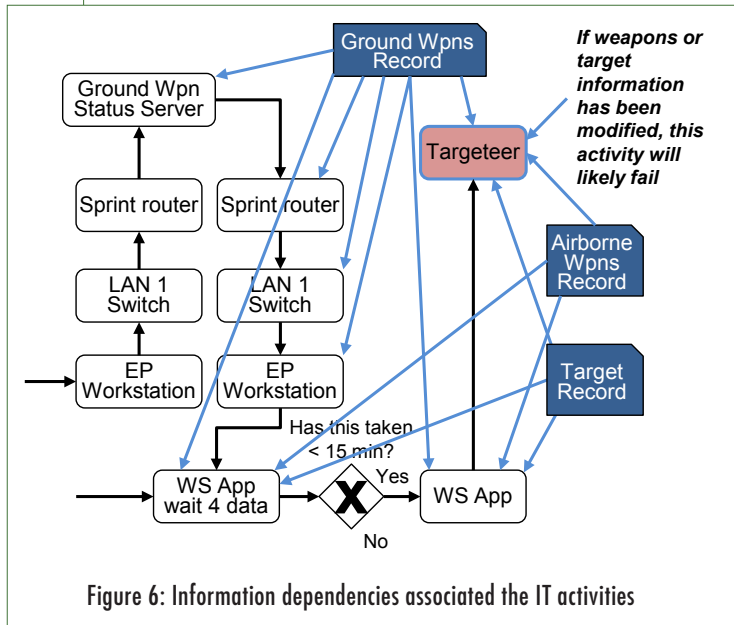 Ground Wpns
Record
If weapons or
target
information
has been
modified, this
activity will
likely fail
Ground Wpn
Status Server
Targeteer
Sprint router
Sprint router
Airborne
Wpns
Record
LAN 1
Switch
LAN 1
Switch
EP
Workstation
EP
Workstation
Target
Record
Has this taken
< 15 min?
WS App
wait 4 data
X
Yes
WS App
No
Figure 6: Information dependencies associated the IT activities